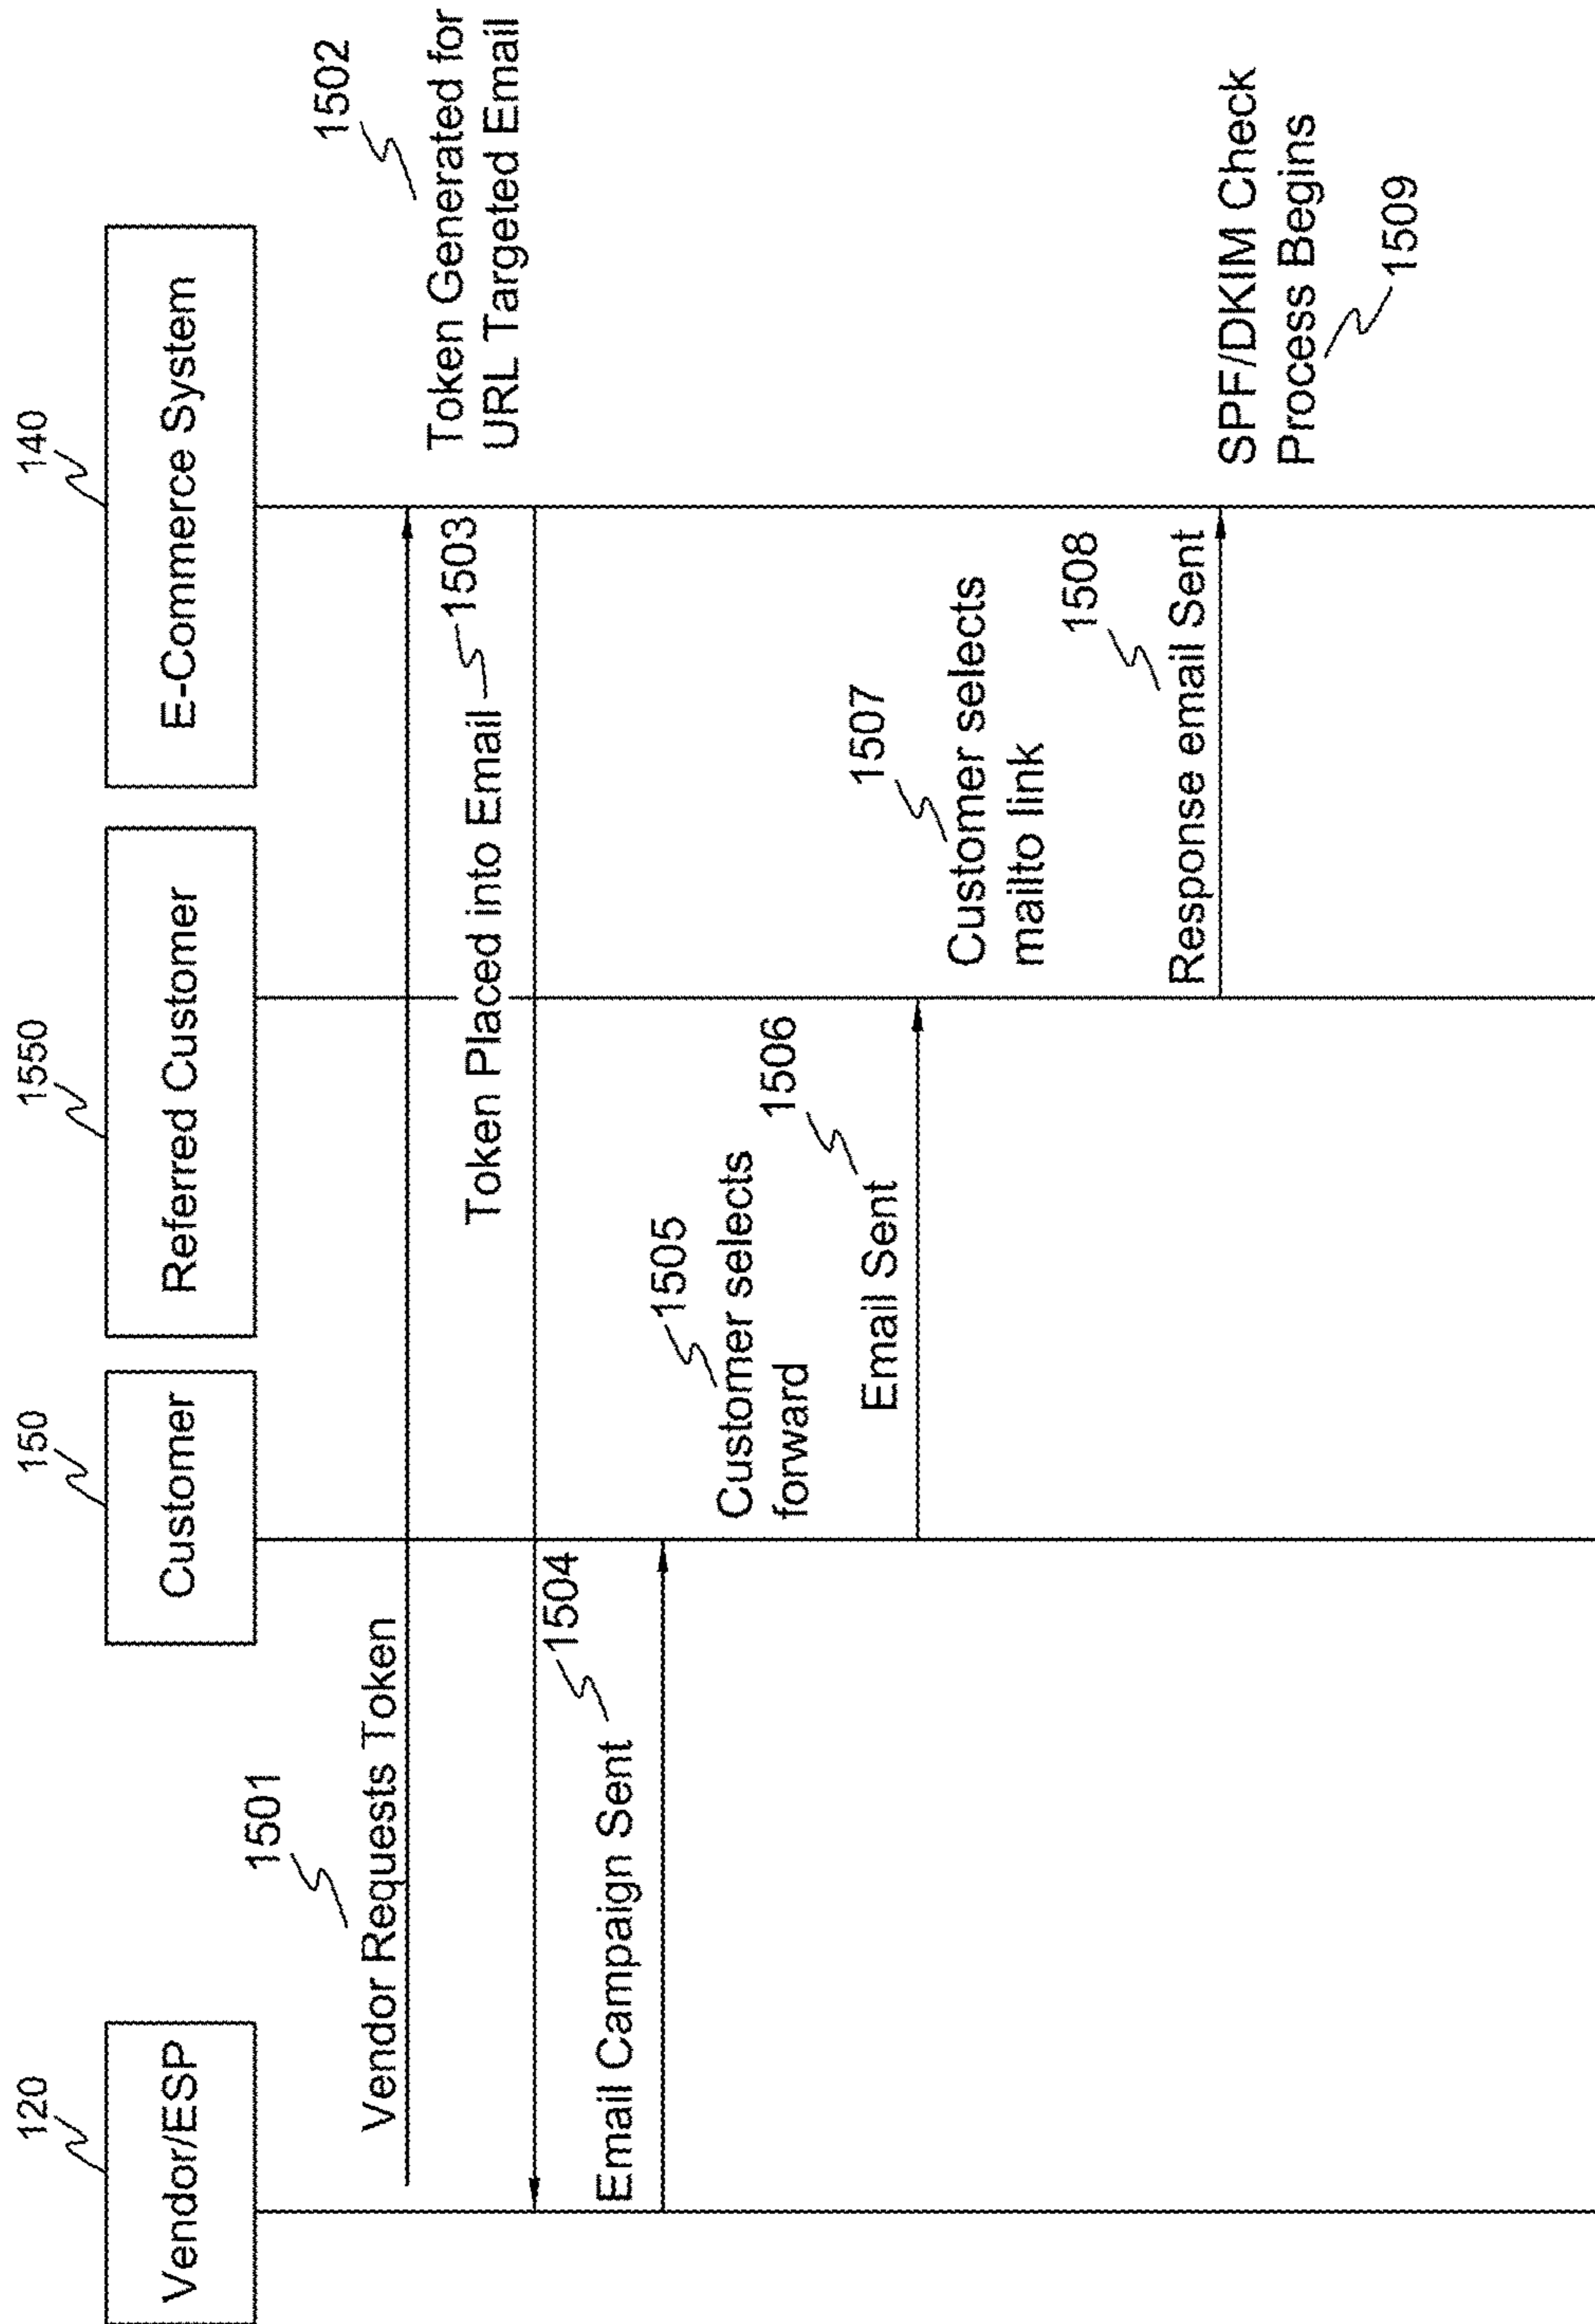 120
150
1550
140
Vendor/ESP
Customer
Referred Customer
E-Commerce System
1501
Vendor Requests Token
1502
Token Generated for
URL Targeted Email
Token Placed into Email
1503
1504
Email Campaign Sent
1505
Customer selects
forward
1506
Email Sent
1507
Customer selects
mailto link
1508
Response email Sent
SPF/DKIM Check
Process Begins
1509